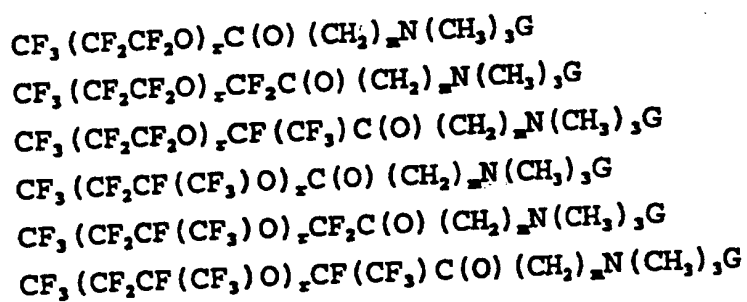 CF₃(CF₂CF₂O)ₓC(O)(CH₂)ₘN(CH₃)₃G
CF₃(CF₂CF₂O)ₓCF₂C(O)(CH₂)ₘN(CH₃)₃G
CF₃(CF₂CF₂O)ₓCF(CF₃)C(O)(CH₂)ₘN(CH₃)₃G
CF₃(CF₂CF(CF₃)O)ₓC(O)(CH₂)ₘN(CH₃)₃G
CF₃(CF₂CF(CF₃)O)ₓCF₂C(O)(CH₂)ₘN(CH₃)₃G
CF₃(CF₂CF(CF₃)O)ₓCF(CF₃)C(O)(CH₂)ₘN(CH₃)₃G